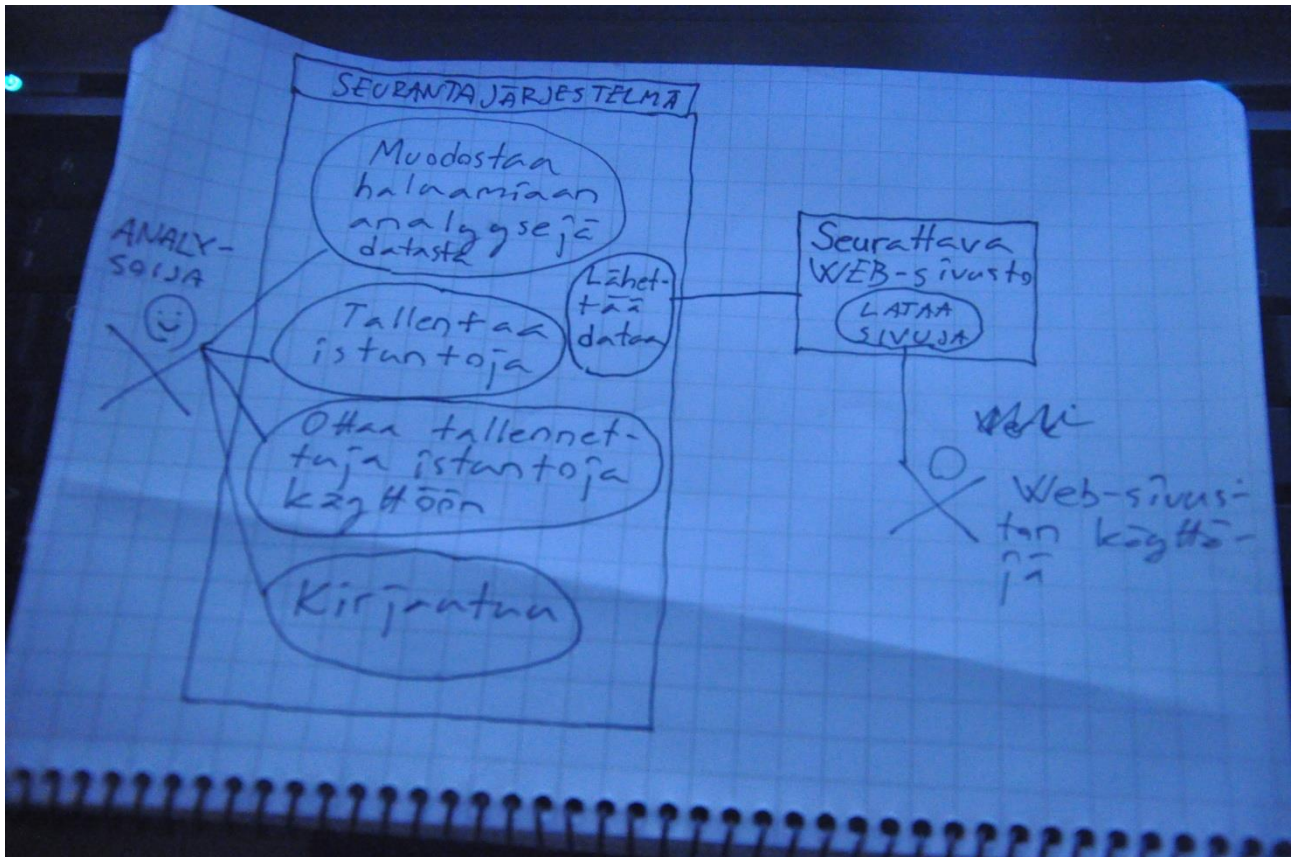 SEURANTAJÄRJESTELMÄ
Muodostaa
haluamiaan
analyysejä
datasta
ANALY-
SOIJA
Lähet-
tää
dataa
Tallentaa
istuntoja
Ottaa tallennet-
tuja istuntoja
käyttöön
Kirjautuu
Seurattava
WEB-sivusto
LATAA
SIVUJA
Web-sivus-
ton käyttä-
jä